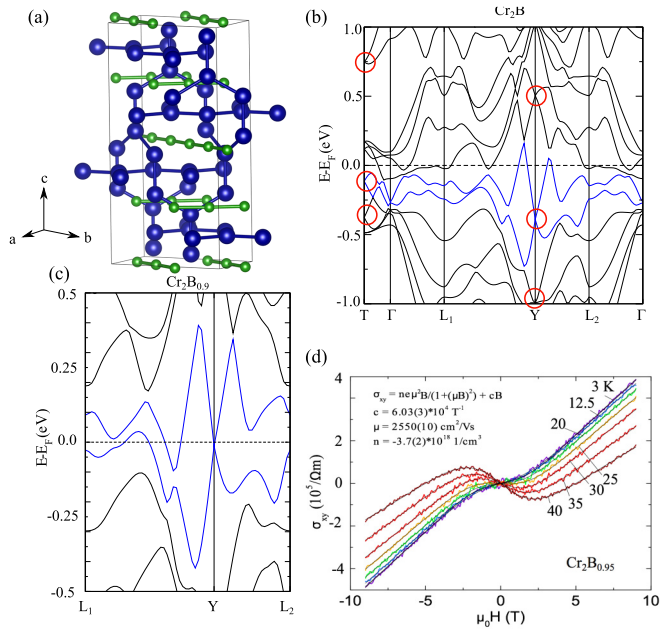 (a)
c
a
b
(b)
Cr₂B
E-E_F(eV)
1.0
0.5
0.0
-0.5
-1.0
T
Γ
L₁
Y
L₂
Γ
(c)
Cr₂B₀.₉
E-E_F(eV)
0.5
0.25
0.0
-0.25
-0.5
L₁
Y
L₂
(d)
σxy = neμ²B/(1+(μB)²) + cB
c = 6.03(3)*10⁴ T⁻¹
μ = 2550(10) cm²/Vs
n = -3.7(2)*10¹⁸ 1/cm³
3 K
12.5
20
25
30
35
40
Cr₂B₀.₉₅
σxy (10⁵/Ωm)
4
2
0
-2
-4
-10
-5
0
5
10
μ₀H (T)